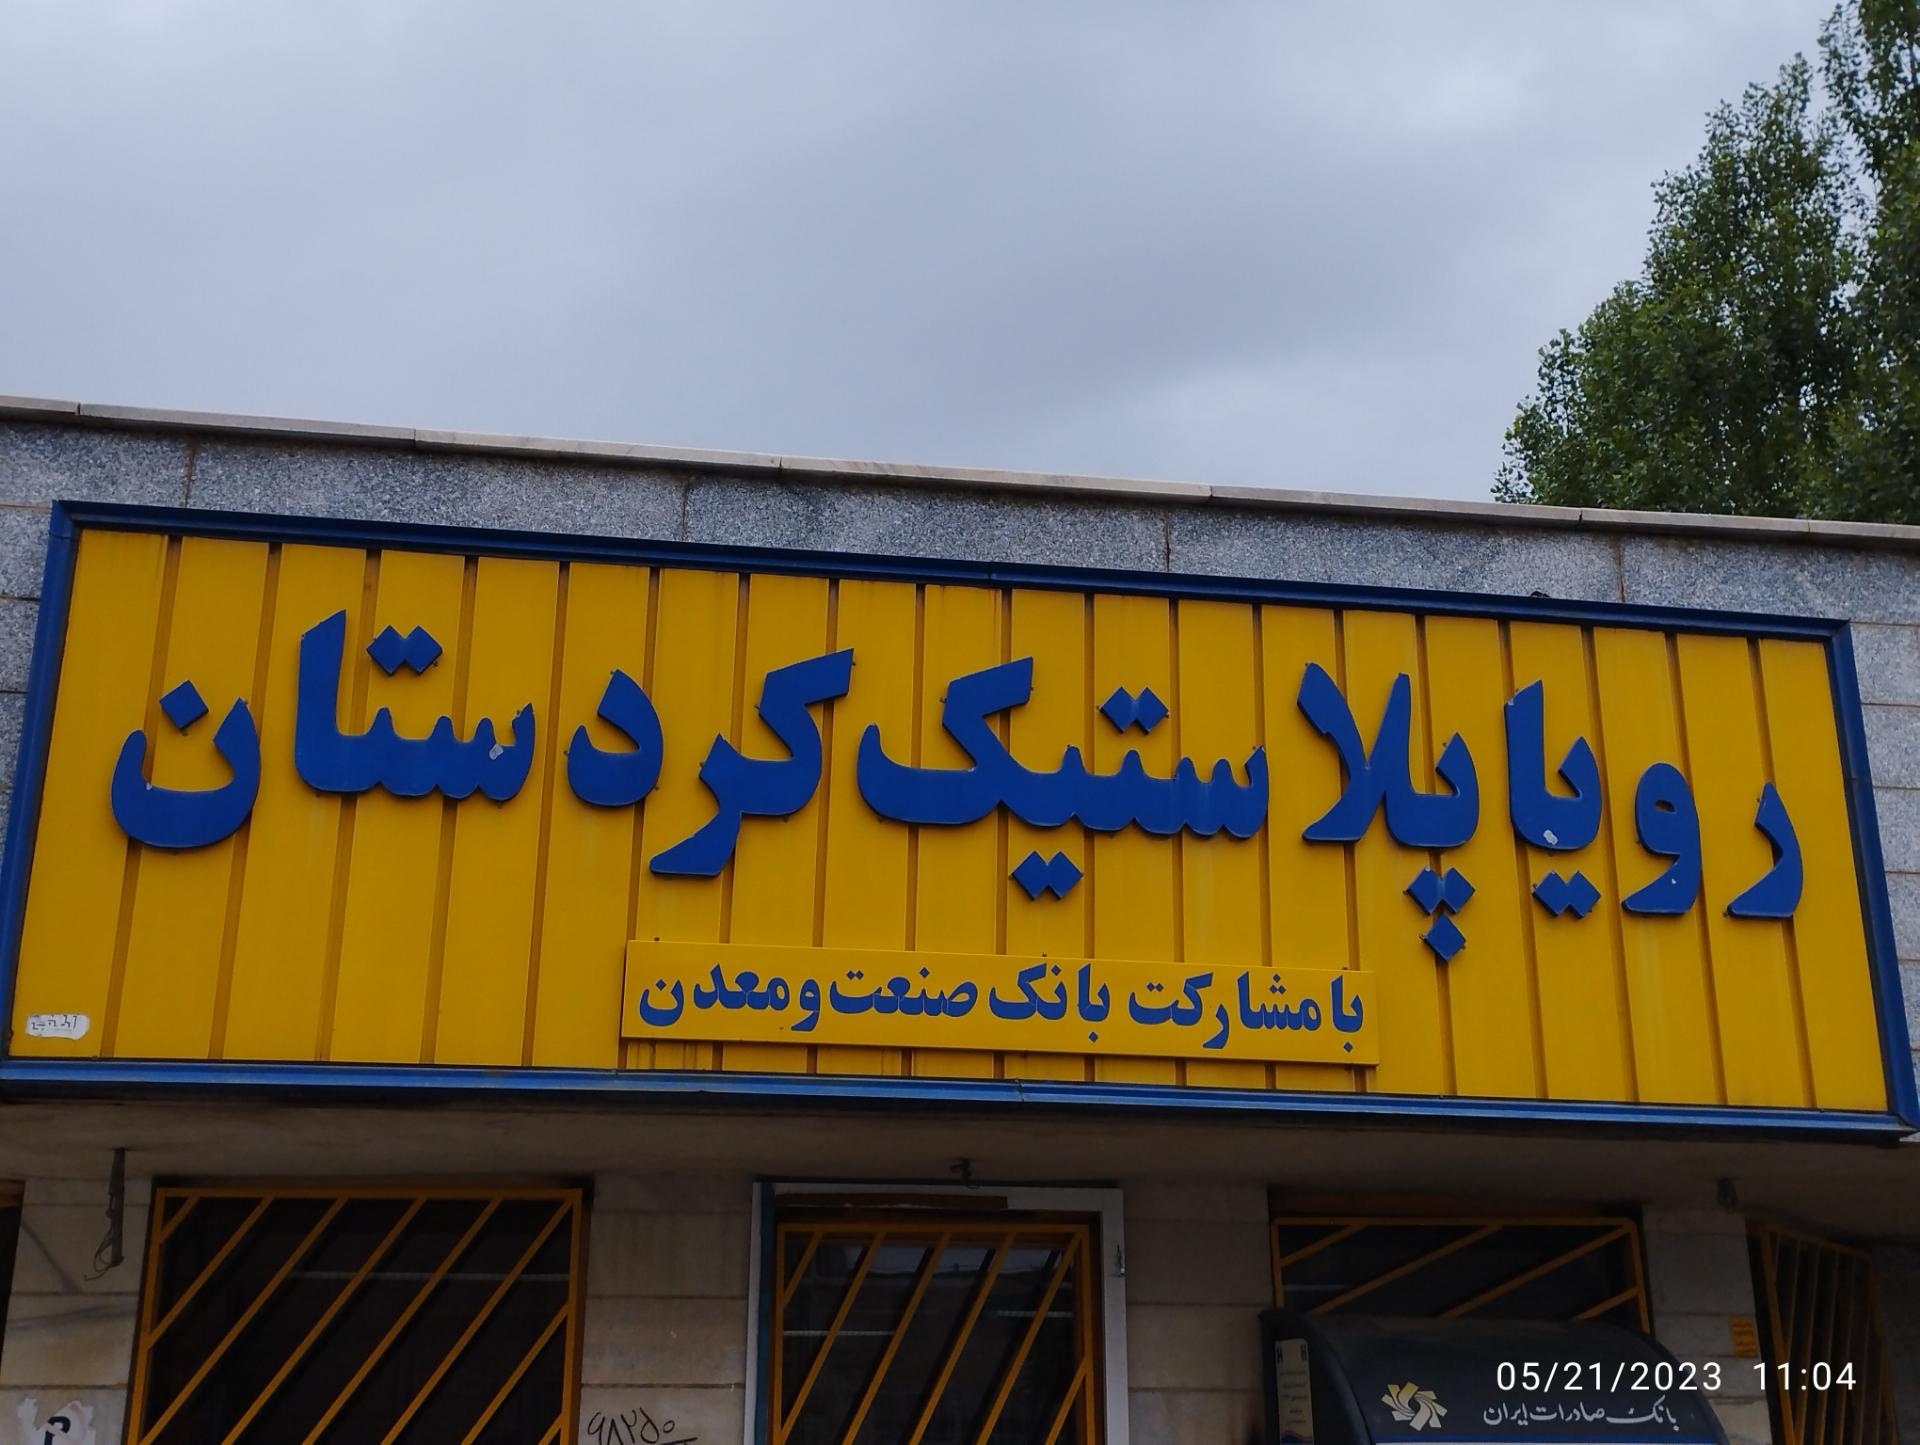 رویا پلاستیک کردستان
با مشارکت بانک صنعت و معدن
بانک صادرات ایران
05/21/2023 11:04